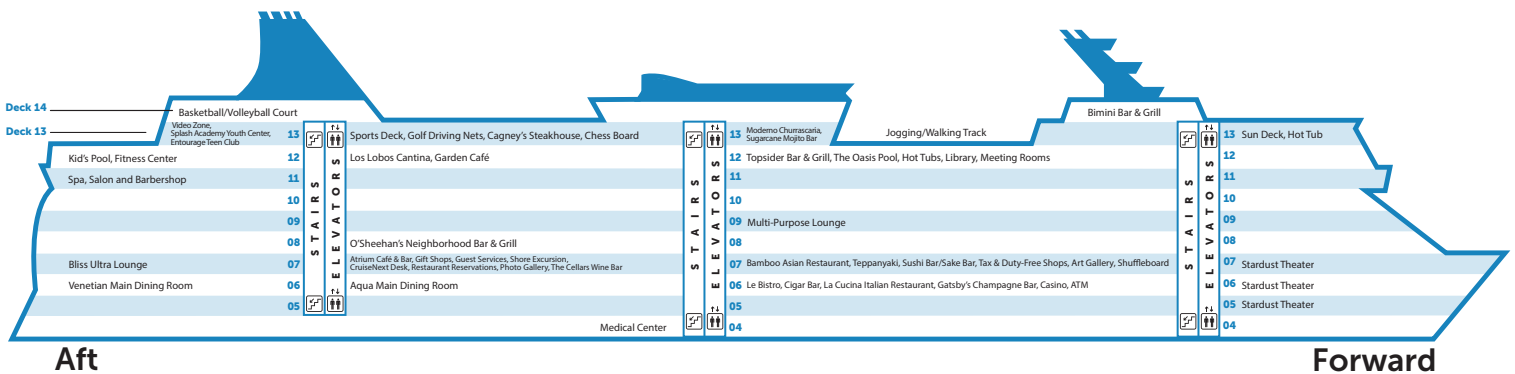 Deck 14
Basketball/Volleyball Court
Bimini Bar & Grill
Deck 13
Video Zone,
Splash Academy Youth Center,
Entourage Teen Club
13
Sports Deck, Golf Driving Nets, Cagney's Steakhouse, Chess Board
13
Moderno Churrascaria,
Sugarcane Mojito Bar
Jogging/Walking Track
13
Sun Deck, Hot Tub
Kid's Pool, Fitness Center
12
Los Lobos Cantina, Garden Café
12
Topsider Bar & Grill, The Oasis Pool, Hot Tubs, Library, Meeting Rooms
12
Spa, Salon and Barbershop
11
11
11
10
10
10
09
09
Multi-Purpose Lounge
09
08
O'Sheehan's Neighborhood Bar & Grill
08
08
Bliss Ultra Lounge
07
Atrium Café & Bar, Gift Shops, Guest Services, Shore Excursion,
CruiseNext Desk, Restaurant Reservations, Photo Gallery, The Cellars Wine Bar
07
Bamboo Asian Restaurant, Teppanyaki, Sushi Bar/Sake Bar, Tax & Duty-Free Shops, Art Gallery, Shuffleboard
07
Stardust Theater
Venetian Main Dining Room
06
Aqua Main Dining Room
06
Le Bistro, Cigar Bar, La Cucina Italian Restaurant, Gatsby's Champagne Bar, Casino, ATM
06
Stardust Theater
05
05
05
Stardust Theater
Medical Center
04
04
STAIRS
ELEVATORS
STAIRS
ELEVATORS
STAIRS
ELEVATORS
Aft
Forward